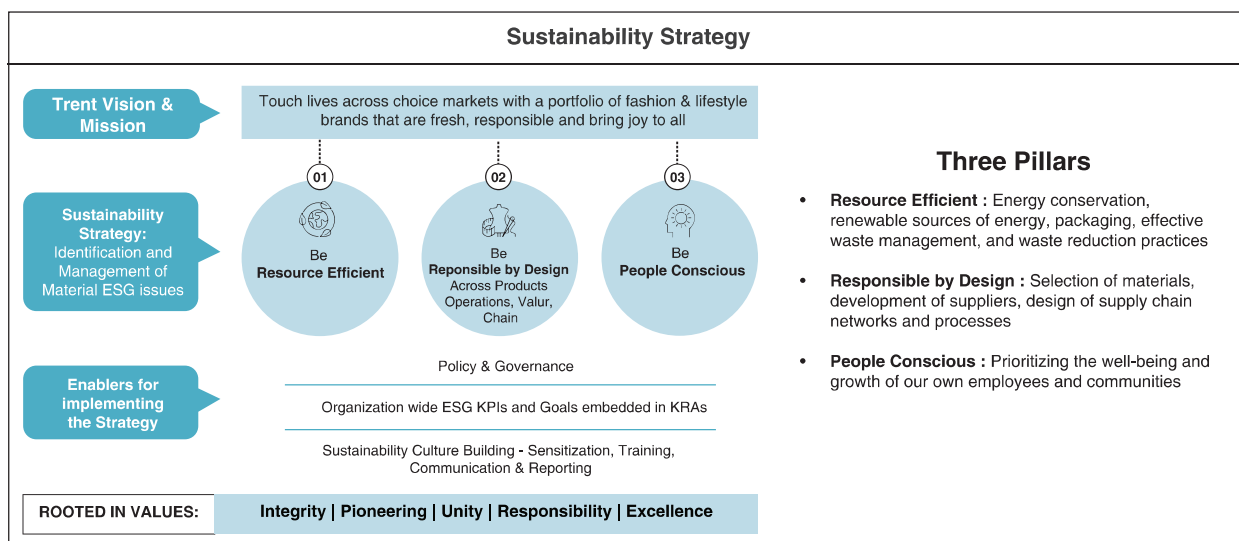 Sustainability Strategy
Trent Vision &
Mission
Touch lives across choice markets with a portfolio of fashion & lifestyle
brands that are fresh, responsible and bring joy to all
Sustainability
Strategy:
Identification and
Management of
Material ESG issues
01
Be
Resource Efficient
02
Be
Reponsible by Design
Across Products
Operations, Valur,
Chain
03
Be
People Conscious
Enablers for
implementing
the Strategy
Policy & Governance
Organization wide ESG KPIs and Goals embedded in KRAs
Sustainability Culture Building - Sensitization, Training,
Communication & Reporting
ROOTED IN VALUES:
Integrity | Pioneering | Unity | Responsibility | Excellence
Three Pillars
• Resource Efficient : Energy conservation,
renewable sources of energy, packaging, effective
waste management, and waste reduction practices
• Responsible by Design : Selection of materials,
development of suppliers, design of supply chain
networks and processes
• People Conscious : Prioritizing the well-being and
growth of our own employees and communities